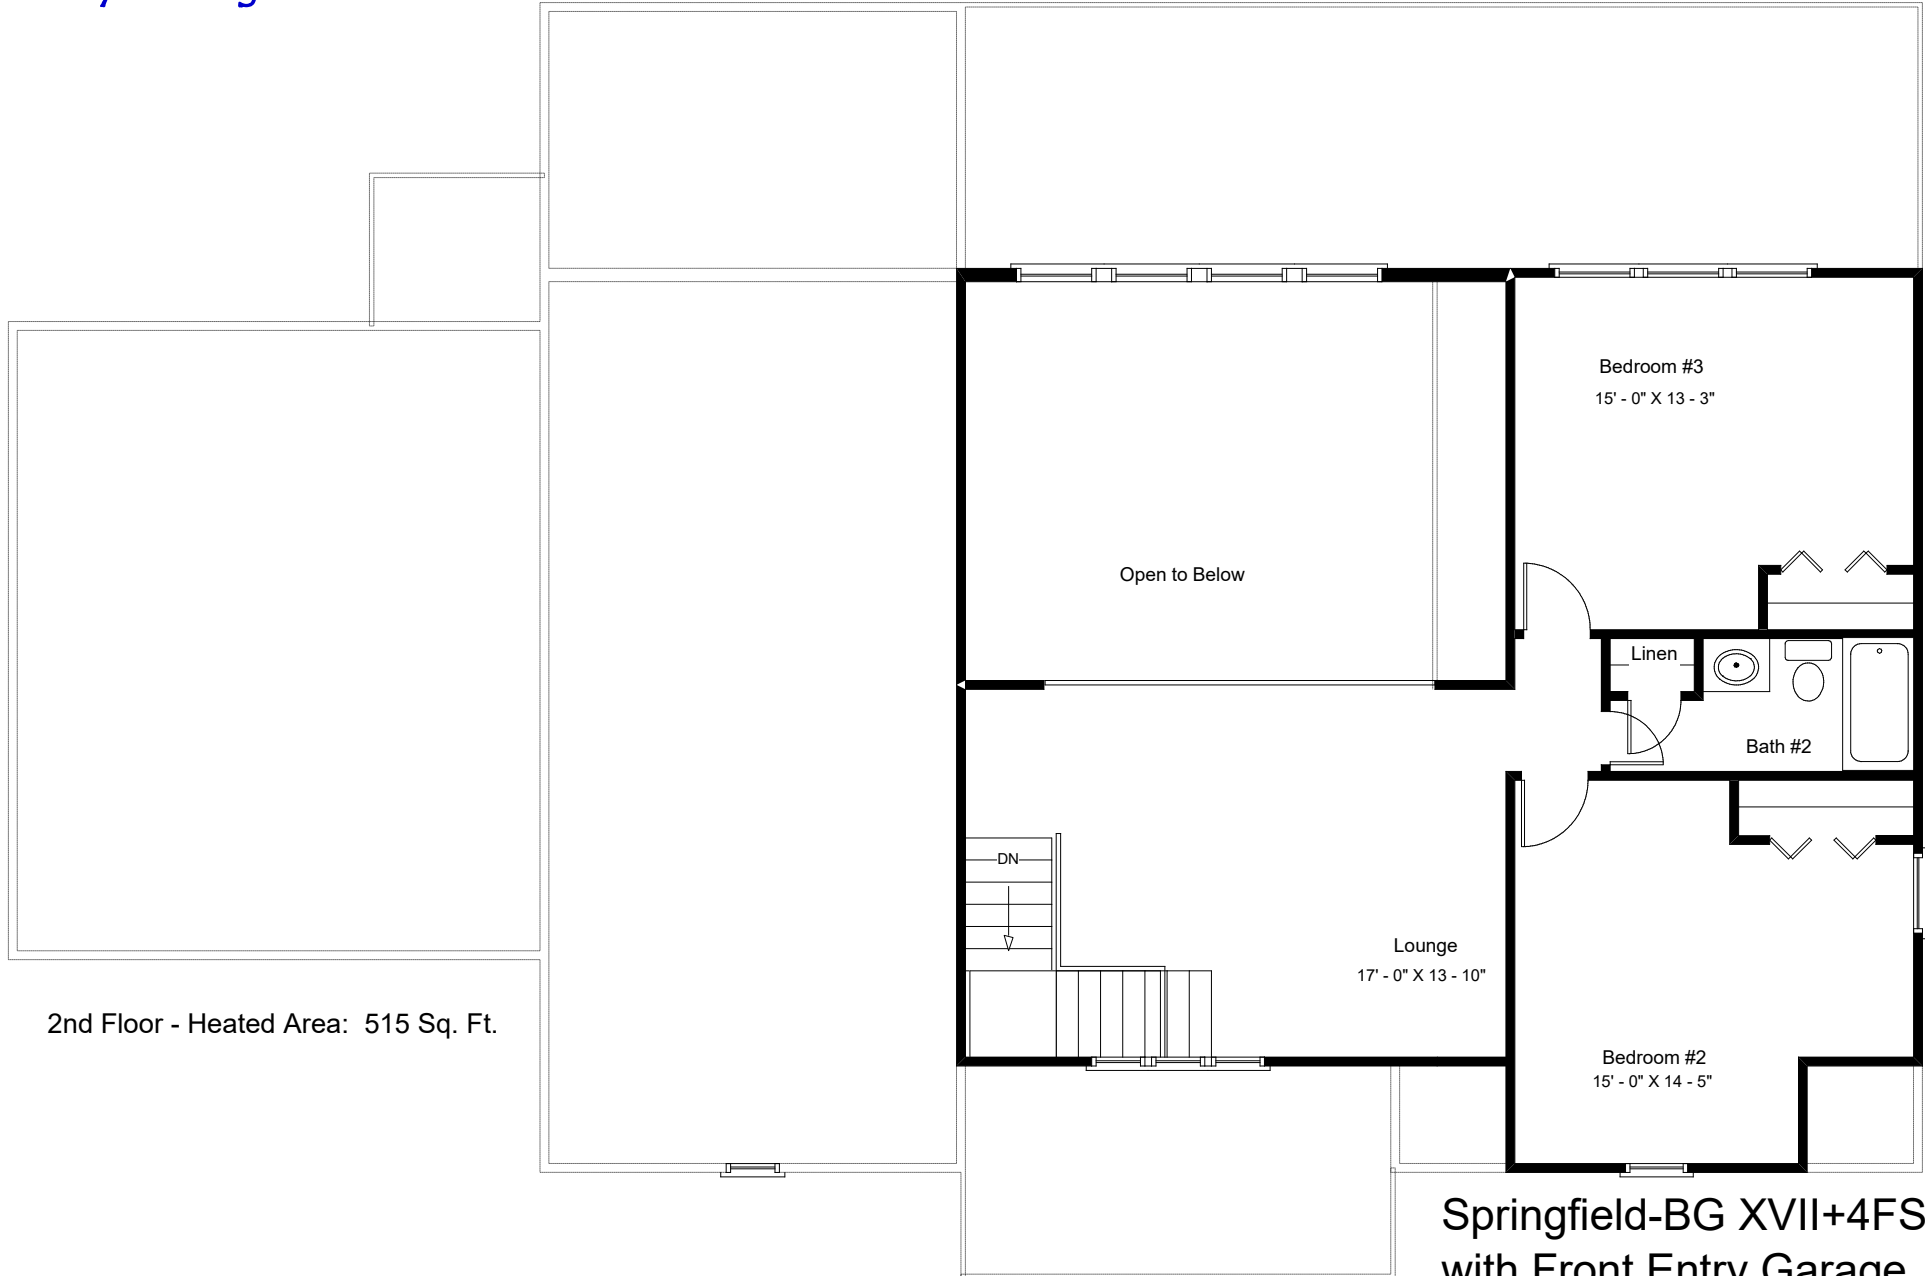 Bedroom #3
15' - 0" X 13 - 3"
Open to Below
Linen
Bath #2
DN
Lounge
17' - 0" X 13 - 10"
2nd Floor - Heated Area: 515 Sq. Ft.
Bedroom #2
15' - 0" X 14 - 5"
Springfield-BG XVII+4FS
with Front Entry Garage